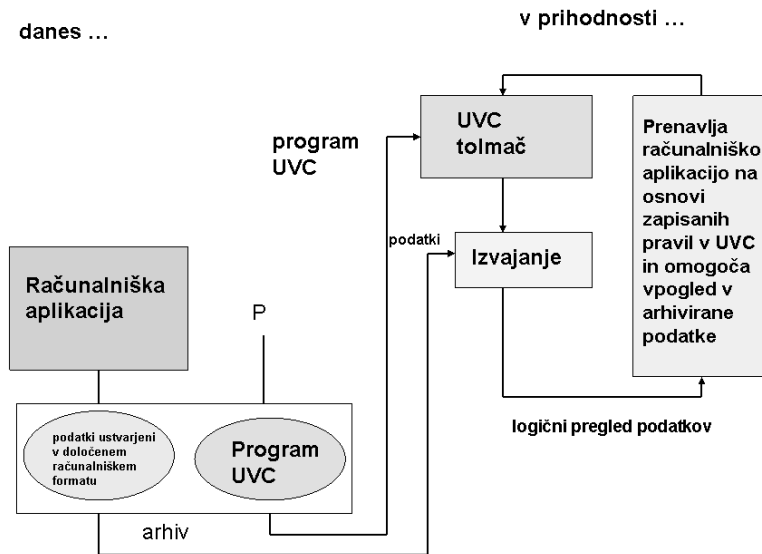 danes ...
v prihodnosti ...
UVC
tolmač
program
UVC
Prenavlja
računalniško
aplikacijo na
osnovi
zapisanih
pravil v UVC
in omogoča
vpogled v
arhivirane
podatke
podatki
Izvajanje
Računalniška
aplikacija
P
logični pregled podatkov
podatki ustvarjeni
v določenem
računalniškem
formatu
Program
UVC
arhiv